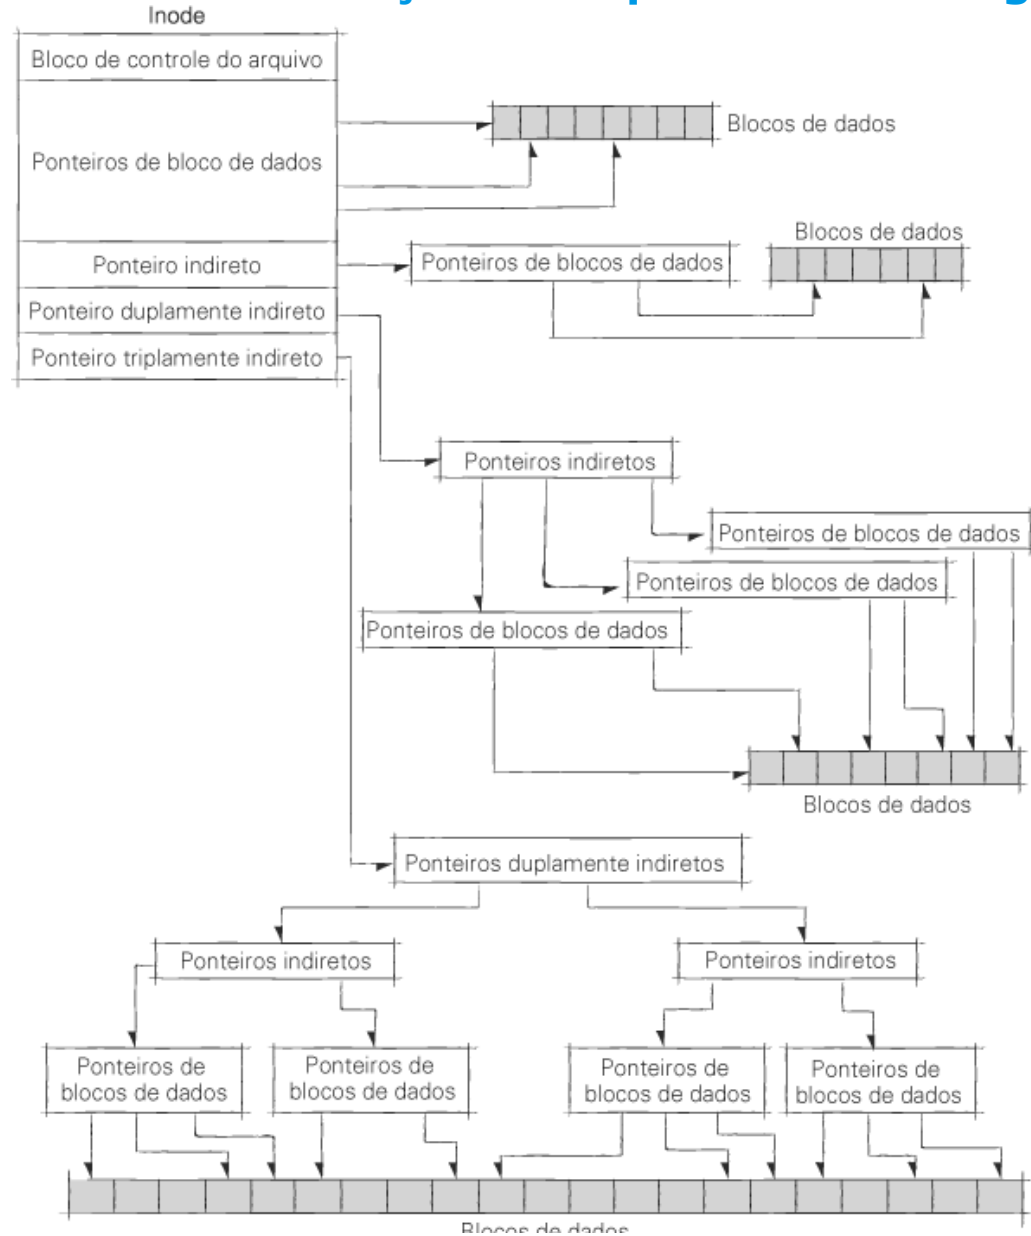 Inode
Bloco de controle do arquivo
Ponteiros de bloco de dados
Blocos de dados
Blocos de dados
Ponteiro indireto
Ponteiros de blocos de dados
Ponteiro duplamente indireto
Ponteiro triplamente indireto
Ponteiros indiretos
Ponteiros de blocos de dados
Ponteiros de blocos de dados
Ponteiros de blocos de dados
Blocos de dados
Ponteiros duplamente indiretos
Ponteiros indiretos
Ponteiros indiretos
Ponteiros de
blocos de dados
Ponteiros de
blocos de dados
Ponteiros de
blocos de dados
Ponteiros de
blocos de dados
Blocos de dados